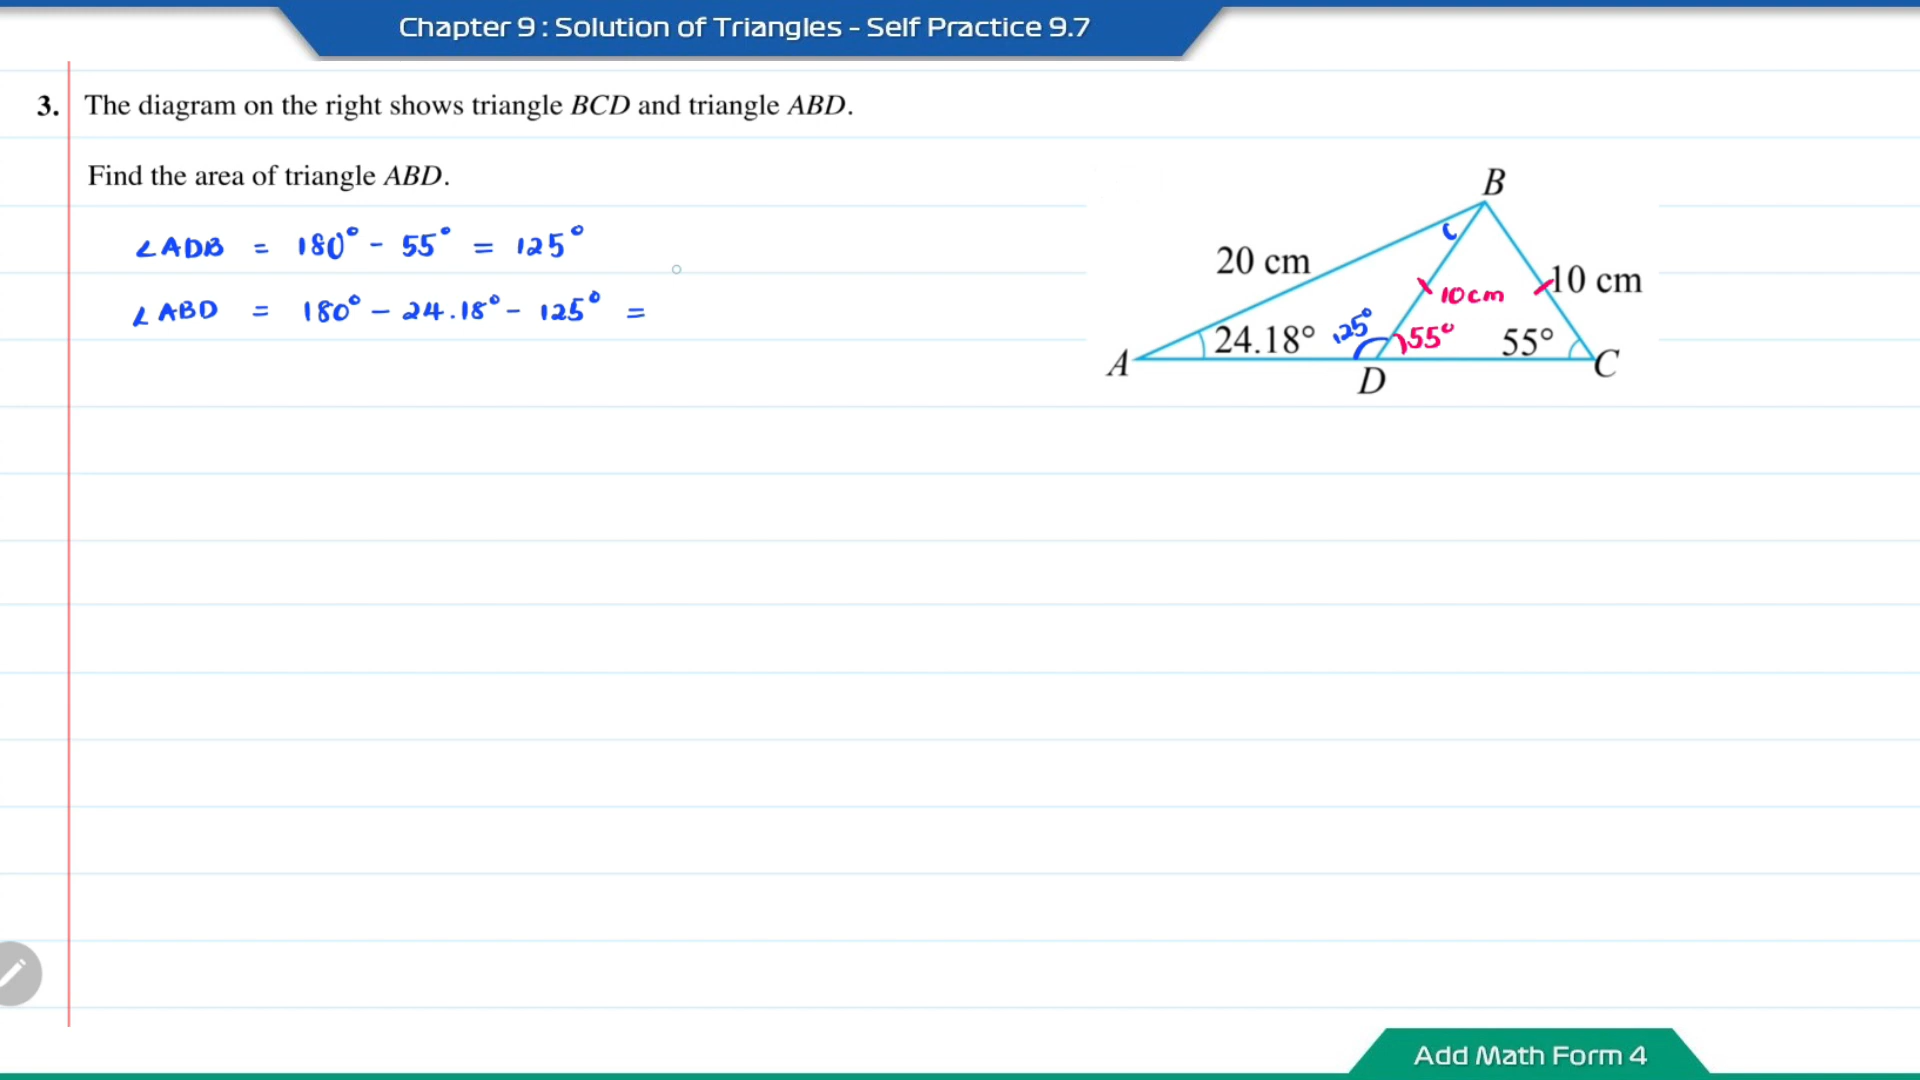 Chapter 9 : Solution of Triangles - Self Practice 9.7
3. The diagram on the right shows triangle BCD and triangle ABD.
Find the area of triangle ABD.
∠ADB = 180° - 55° = 125°
∠ABD = 180° - 24.18° - 125° =
B
20 cm
10 cm
10cm
24.18°
125°
55°
55°
A
D
C
Add Math Form 4